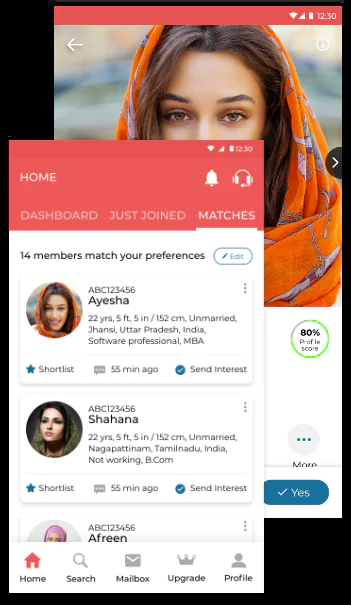 12:30
12:30
HOME
DASHBOARD JUST JOINED MATCHES
14 members match your preferences Edit
ABC123456
Ayesha
22 yrs, 5 ft, 5 in / 152 cm, Unmarried,
Jhansi, Uttar Pradesh, India,
Software professional, MBA
Shortlist 55 min ago Send Interest
80%
Profile
score
ABC123456
Shahana
22 yrs, 5 ft, 5 in / 152 cm, Unmarried,
Nagapattinam, Tamilnadu, India,
Not working, B.Com
Shortlist 55 min ago Send Interest
More
Yes
ABC123456
Afreen
Home Search Mailbox Upgrade Profile